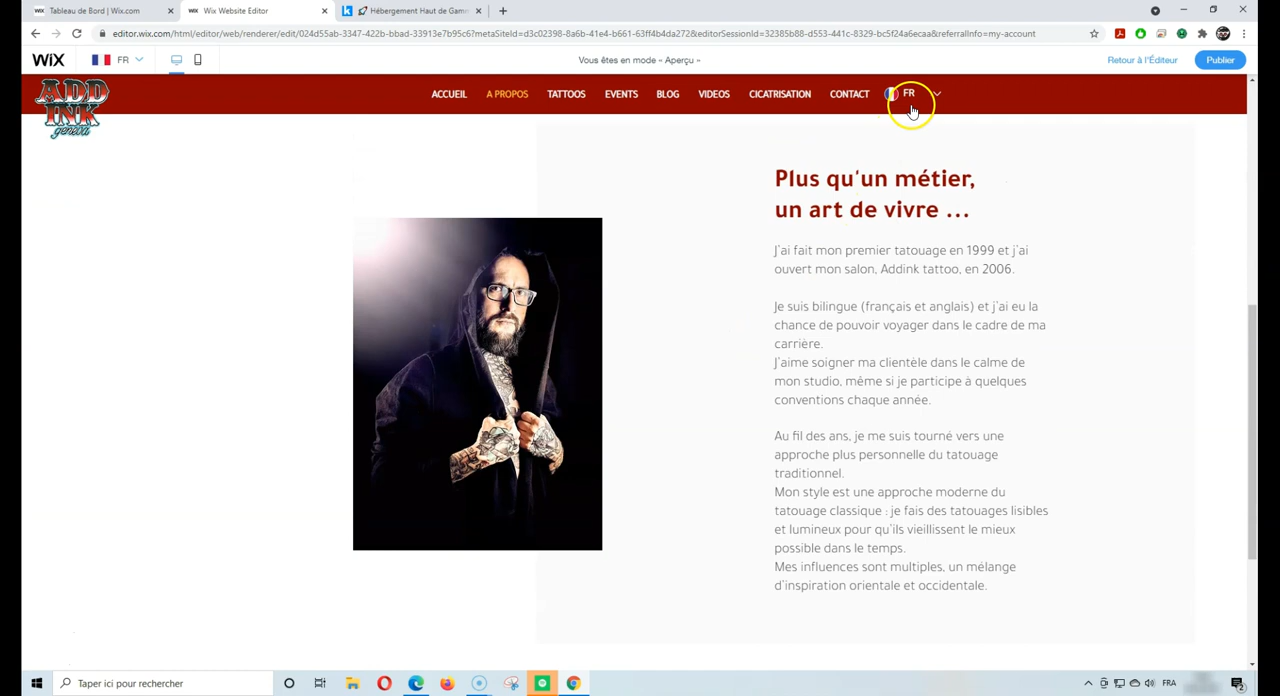 Tableau de Bord | Wix.com
Wix Website Editor
Hébergement Haut de Gam
editor.wix.com/html/editor/web/renderer/edit/024d55ab-3347-422b-bbad-33913e7b95c6?metaSiteId=d3c02398-8a6b-41e4-b661-63ff4b4da272&editorSessionId=32385b88-d553-441c-8329-bc5f24a6ecaa&referralInfo=my-account
WiX
FR
Vous êtes en mode « Aperçu »
Retour à l'Éditeur
Publier
ADD
INK
geneva
ACCUEIL
A PROPOS
TATTOOS
EVENTS
BLOG
VIDEOS
CICATRISATION
CONTACT
FR
Plus qu'un métier,
un art de vivre ...
J'ai fait mon premier tatouage en 1999 et j'ai
ouvert mon salon, Addink tattoo, en 2006.
Je suis bilingue (français et anglais) et j'ai eu la
chance de pouvoir voyager dans le cadre de ma
carrière.
J'aime soigner ma clientèle dans le calme de
mon studio, même si je participe à quelques
conventions chaque année.
Au fil des ans, je me suis tourné vers une
approche plus personnelle du tatouage
traditionnel.
Mon style est une approche moderne du
tatouage classique : je fais des tatouages lisibles
et lumineux pour qu'ils vieillissent le mieux
possible dans le temps.
Mes influences sont multiples, un mélange
d'inspiration orientale et occidentale.
Taper ici pour rechercher
FRA
2